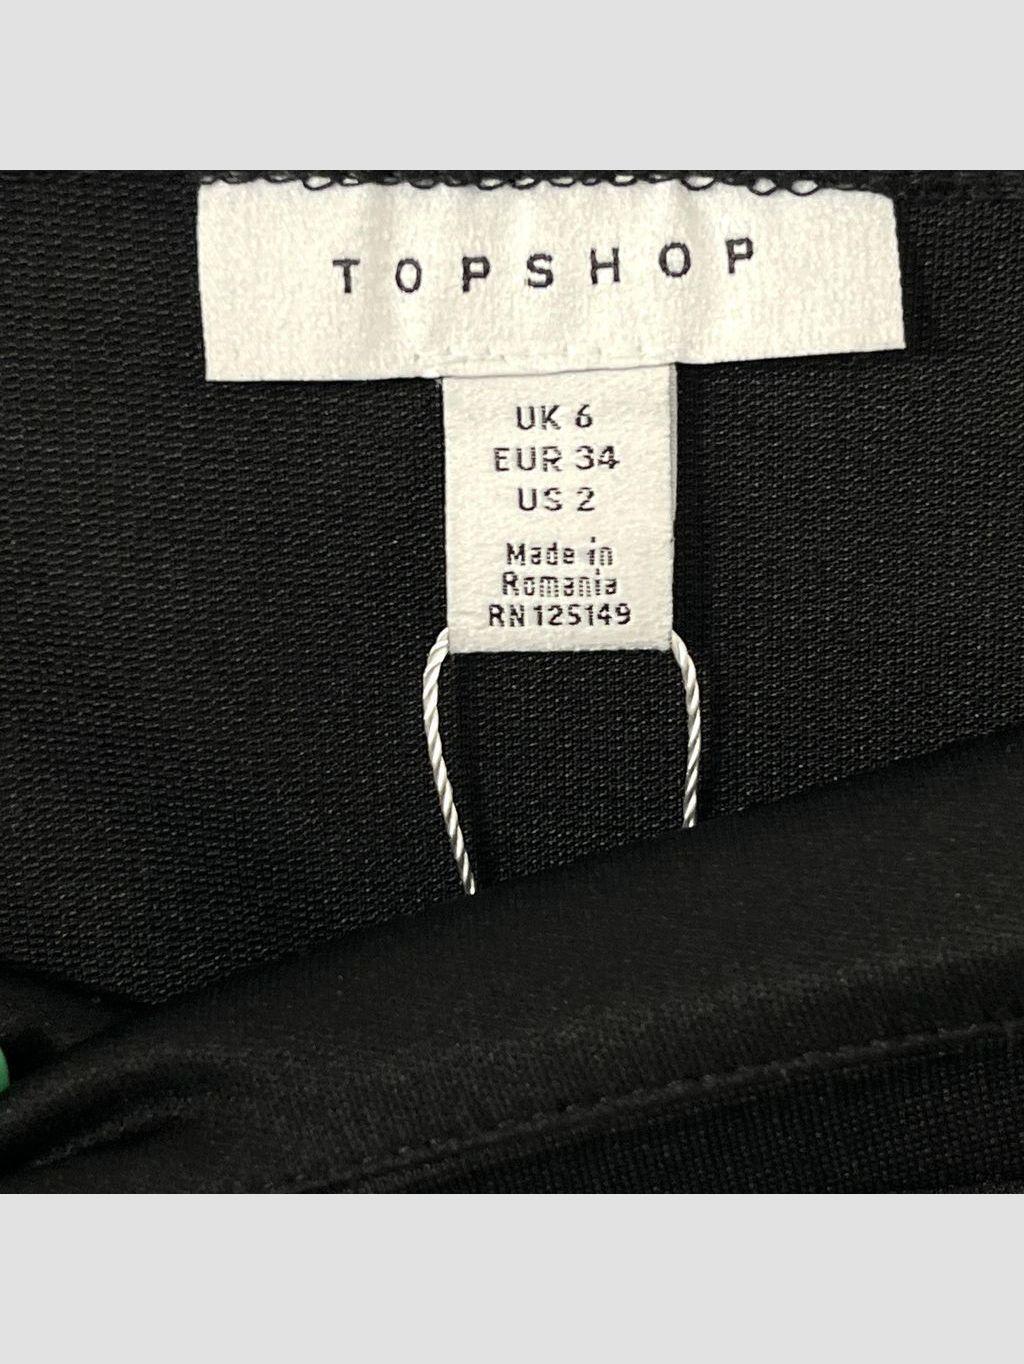 TOPSHOP
UK 6
EUR 34
US 2
Made in
Romania
RN 125149